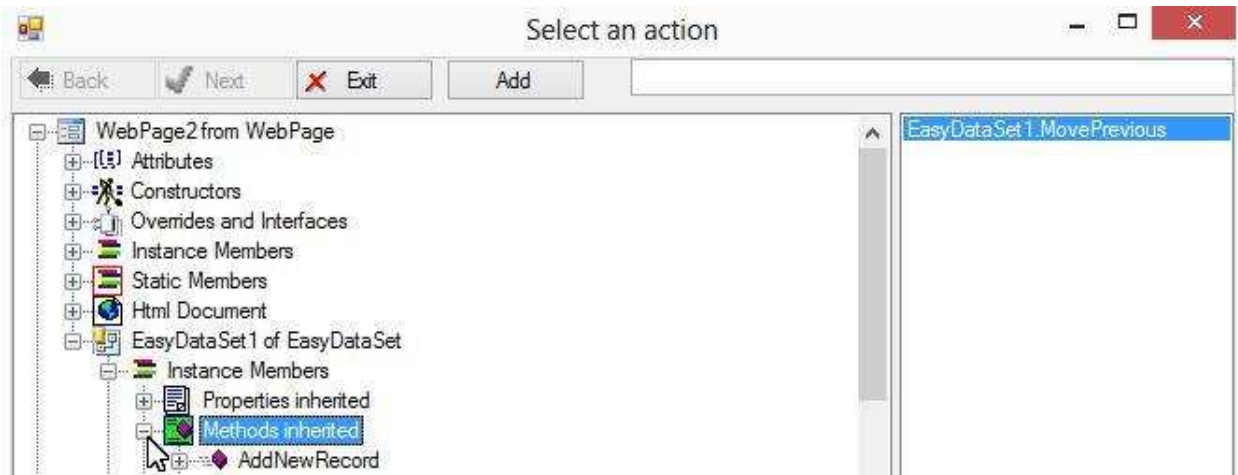 Select an action
Back Next Exit Add
WebPage2 from WebPage
EasyDataSet1.MovePrevious
Attributes
Constructors
Overrides and Interfaces
Instance Members
Static Members
Html Document
EasyDataSet1 of EasyDataSet
Instance Members
Properties inherited
Methods inherited
AddNewRecord